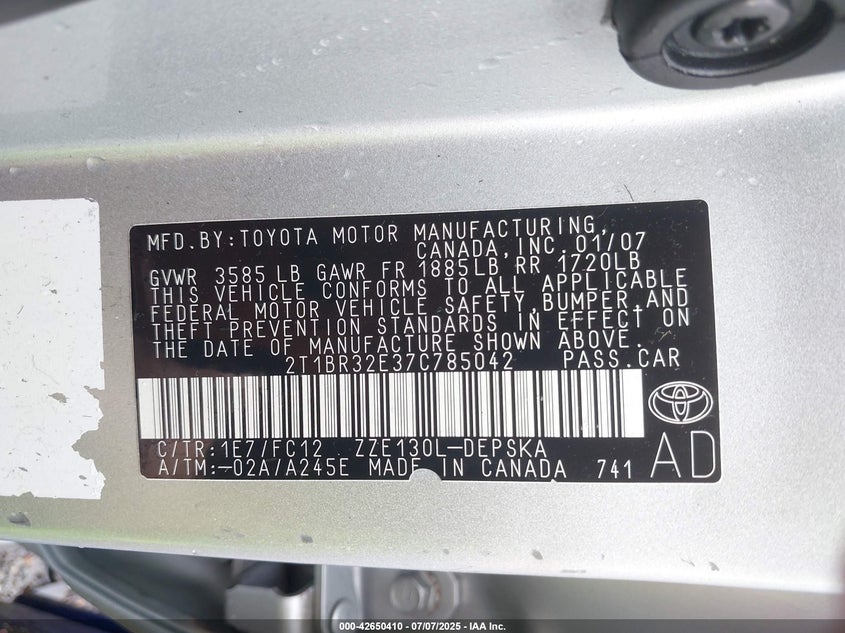 MFD.BY:TOYOTA MOTOR MANUFACTURING,
CANADA,INC.01/07
GVWR 3585 LB GAWR FR 1885LB RR 1720LB
THIS VEHICLE CONFORMS TO ALL APPLICABLE
FEDERAL MOTOR VEHICLE SAFETY,BUMPER,AND
THEFT PREVENTION STANDARDS IN EFFECT ON
THE DATE OF MANUFACTURE SHOWN ABOVE.
2T1BR32E37C785042 PASS.CAR
C/TR:1E7/FC12 ZZE130L-DEPSKA
A/TM:-02A/A245E MADE IN CANADA 741
AD
000-42650410 - 07/07/2025 - IAA Inc.